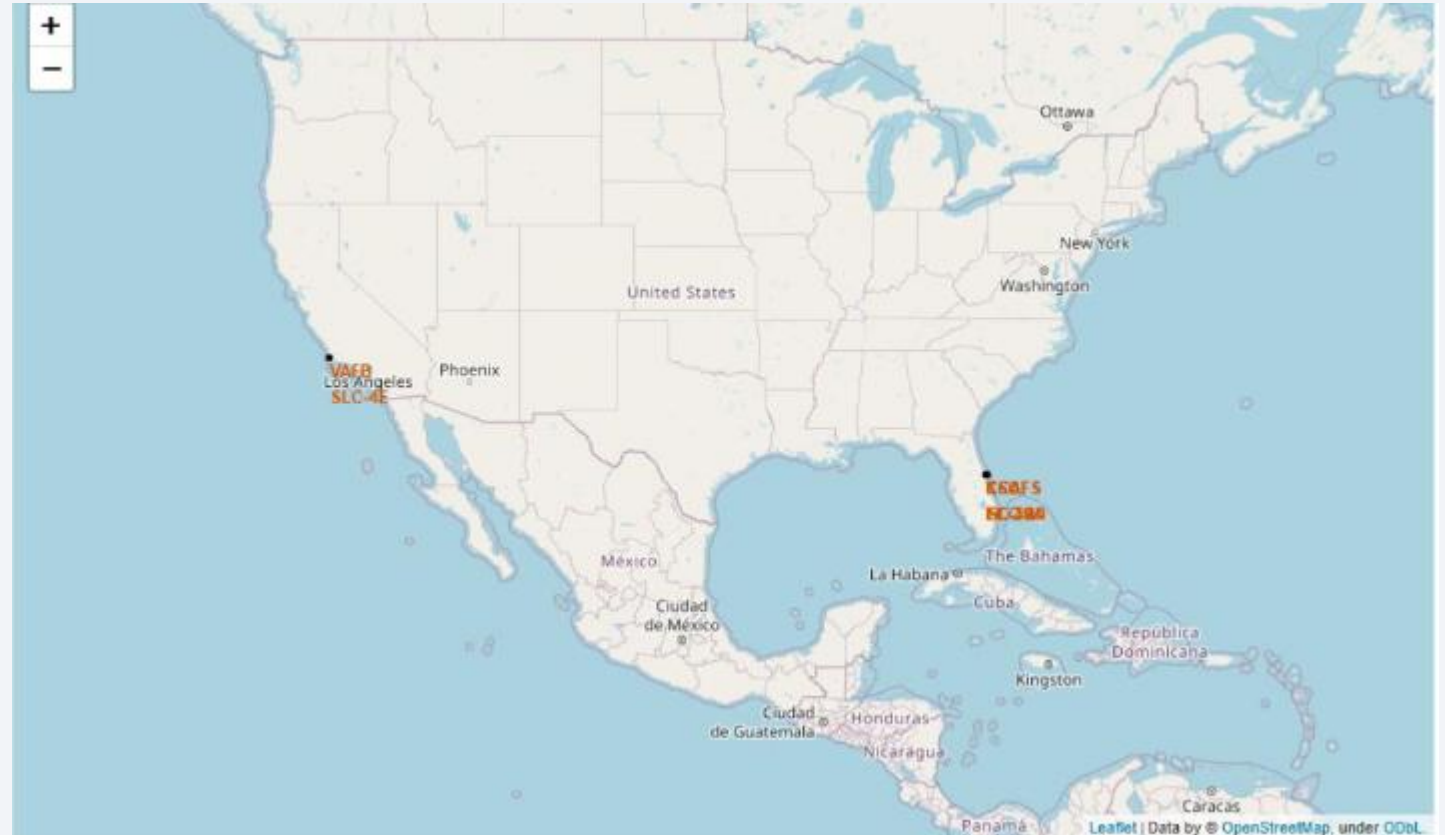 +
−
Ottawa
New York
Washington
United States
Phoenix
VAFB
Los Angeles
SLC-4E
The Bahamas
México
La Habana
Cuba
Ciudad
de México
República
Dominicana
Kingston
Ciudad
de Guatemala
Honduras
Nicaragua
Caracas
Panamá
Leaflet | Data by © OpenStreetMap, under ODbL.